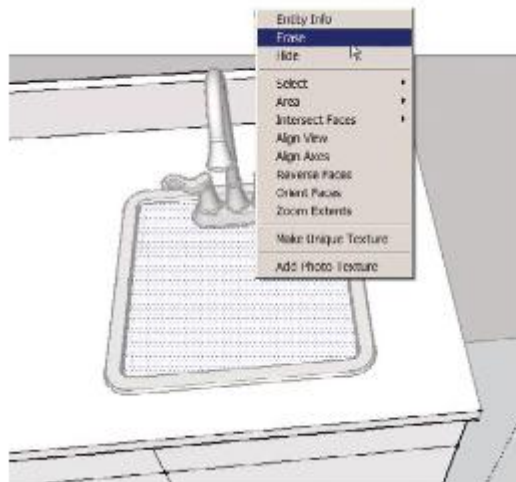 Entity Info
Erase
Hide
Select
Area
Intersect Faces
Align View
Align Axes
Reverse Faces
Orient Faces
Zoom Extents
Make Unique Texture
Add Photo Texture